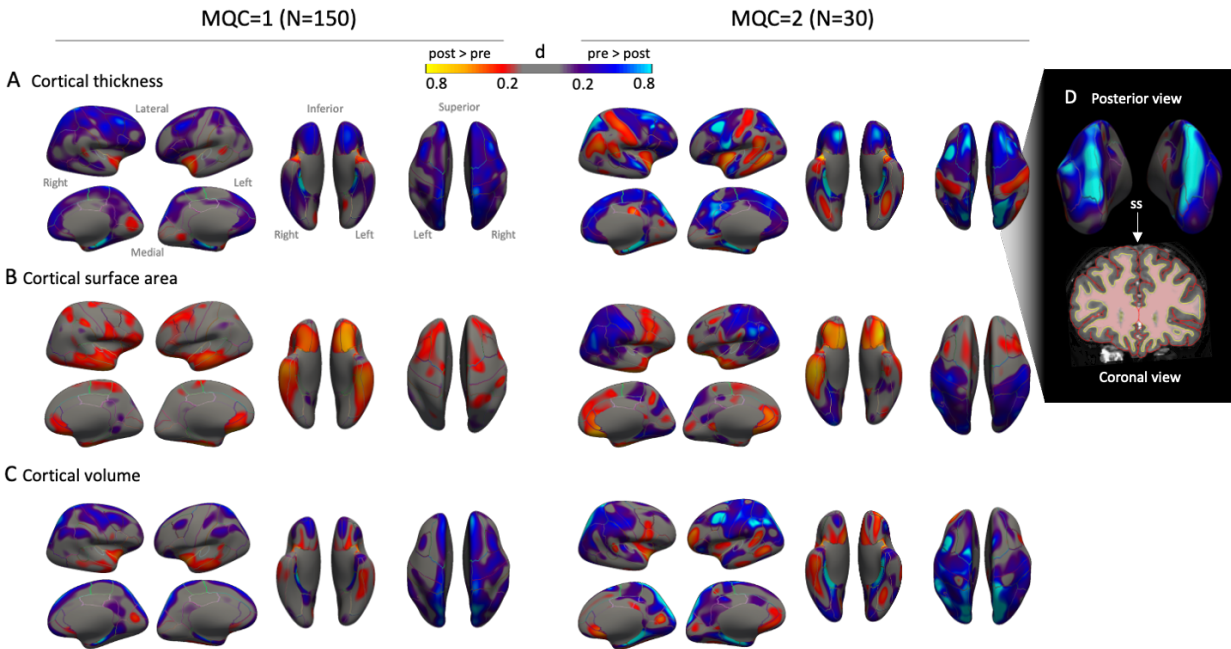 MQC=1 (N=150)
MQC=2 (N=30)
post > pre d pre > post
0.8 0.2 0.2 0.8
A Cortical thickness
Lateral Inferior Superior
Right Left
Medial
Right Left Left Right
B Cortical surface area
C Cortical volume
D Posterior view
ss
Coronal view